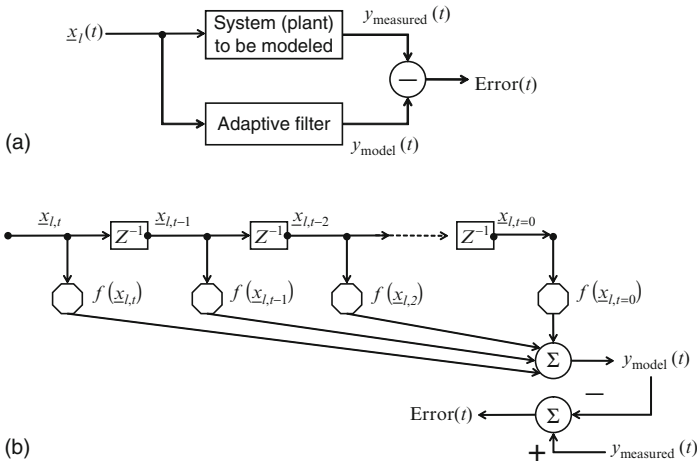 x_l(t)
System (plant)
to be modeled
y_measured (t)
—
Error(t)
Adaptive filter
y_model (t)
(a)
x_l,t
Z⁻¹
x_l,t−1
Z⁻¹
x_l,t−2
Z⁻¹
x_l,t=0
f (x_l,t)
f (x_l,t−1)
f (x_l,2)
f (x_l,t=0)
Σ
y_model (t)
−
Error(t)
Σ
+
y_measured (t)
(b)